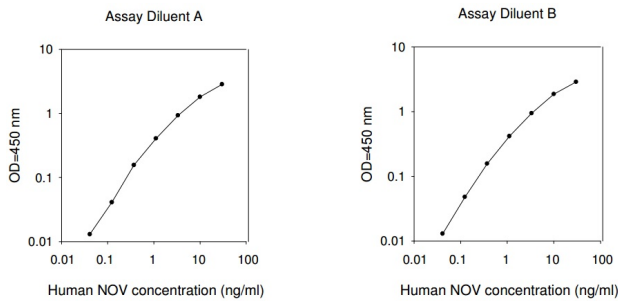 Assay Diluent A
10
1
0.1
0.01
OD=450 nm
0.01 0.1 1 10 100
Human NOV concentration (ng/ml)
Assay Diluent B
10
1
0.1
0.01
OD=450 nm
0.01 0.1 1 10 100
Human NOV concentration (ng/ml)